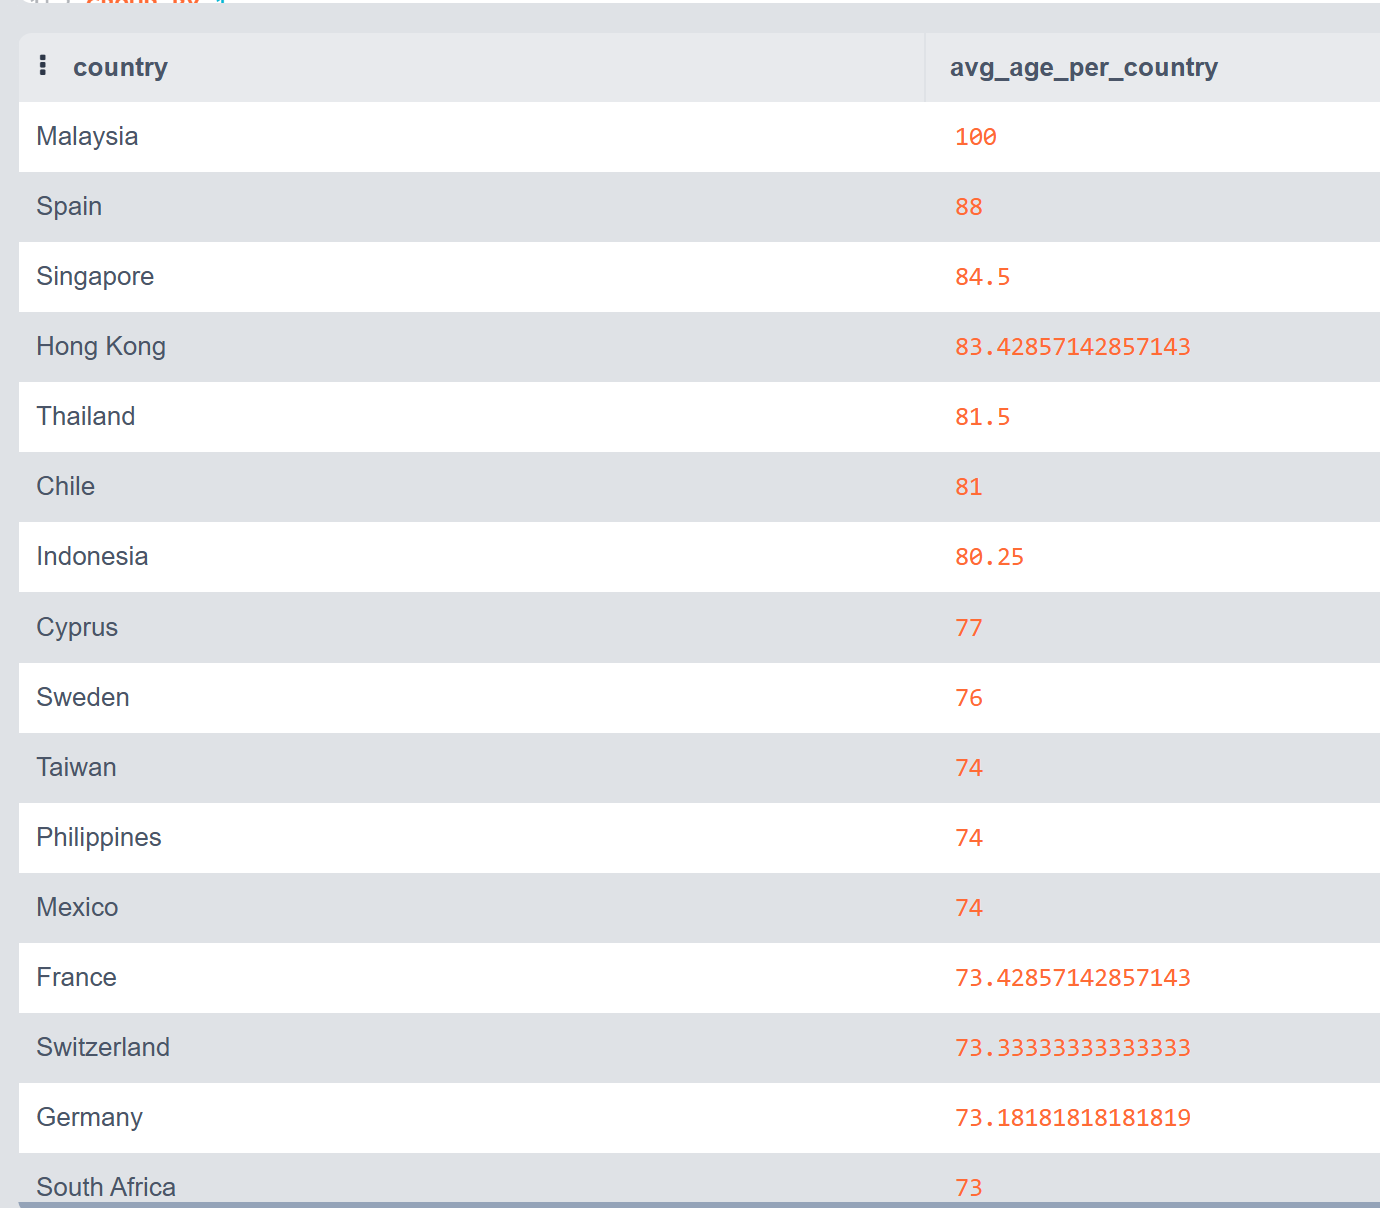 country avg_age_per_country
Malaysia 100
Spain 88
Singapore 84.5
Hong Kong 83.42857142857143
Thailand 81.5
Chile 81
Indonesia 80.25
Cyprus 77
Sweden 76
Taiwan 74
Philippines 74
Mexico 74
France 73.42857142857143
Switzerland 73.33333333333333
Germany 73.18181818181819
South Africa 73